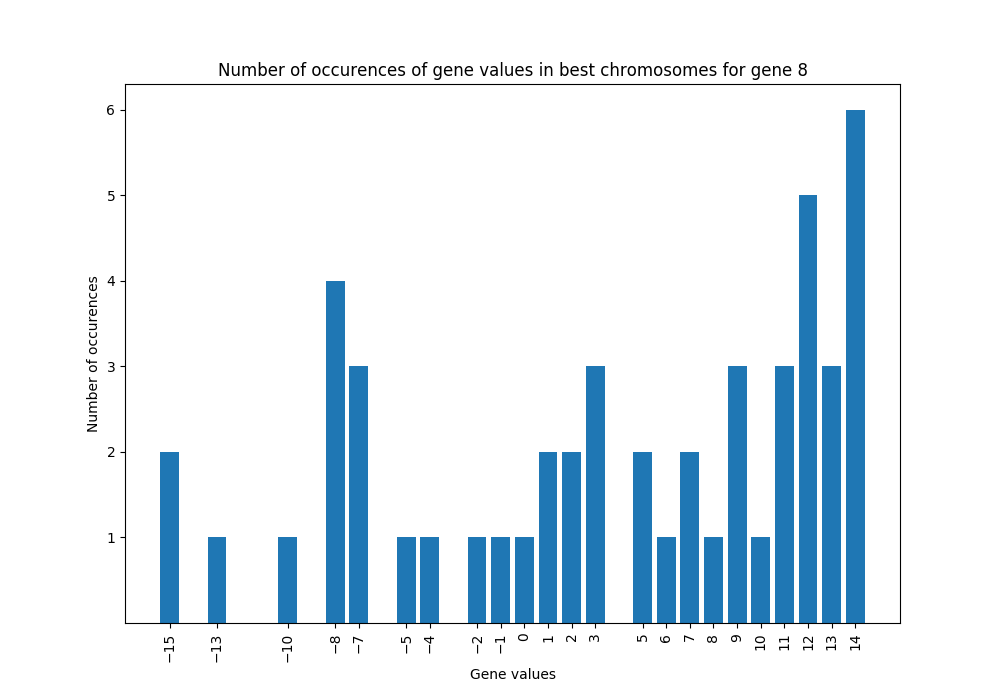 Number of occurences of gene values in best chromosomes for gene 8
6
5
4
3
2
1
Number of occurences
−15 −13 −10 −8 −7 −5 −4 −2 −1 0 1 2 3 5 6 7 8 9 10 11 12 13 14
Gene values